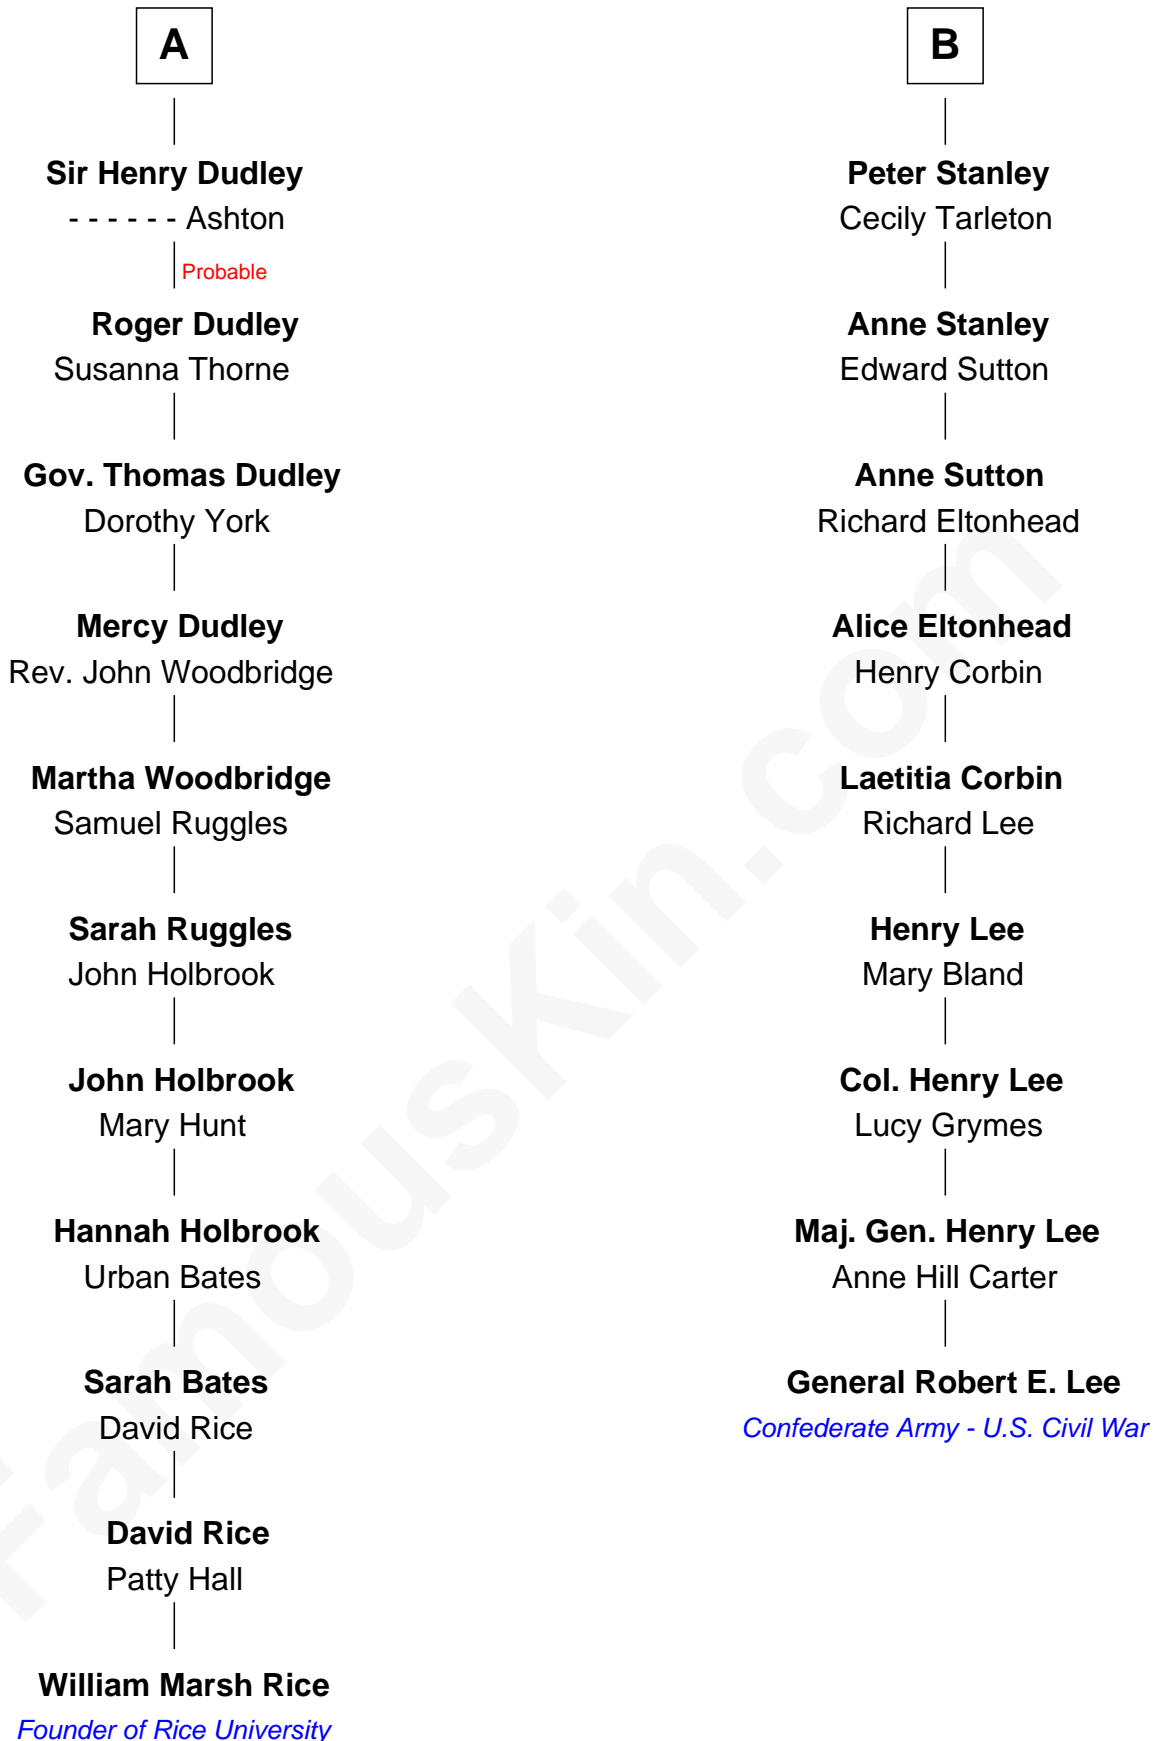 A
Sir Henry Dudley
- - - - - - Ashton
Probable
Roger Dudley
Susanna Thorne
Gov. Thomas Dudley
Dorothy York
Mercy Dudley
Rev. John Woodbridge
Martha Woodbridge
Samuel Ruggles
Sarah Ruggles
John Holbrook
John Holbrook
Mary Hunt
Hannah Holbrook
Urban Bates
Sarah Bates
David Rice
David Rice
Patty Hall
William Marsh Rice
Founder of Rice University
B
Peter Stanley
Cecily Tarleton
Anne Stanley
Edward Sutton
Anne Sutton
Richard Eltonhead
Alice Eltonhead
Henry Corbin
Laetitia Corbin
Richard Lee
Henry Lee
Mary Bland
Col. Henry Lee
Lucy Grymes
Maj. Gen. Henry Lee
Anne Hill Carter
General Robert E. Lee
Confederate Army - U.S. Civil War
FamousKin.com